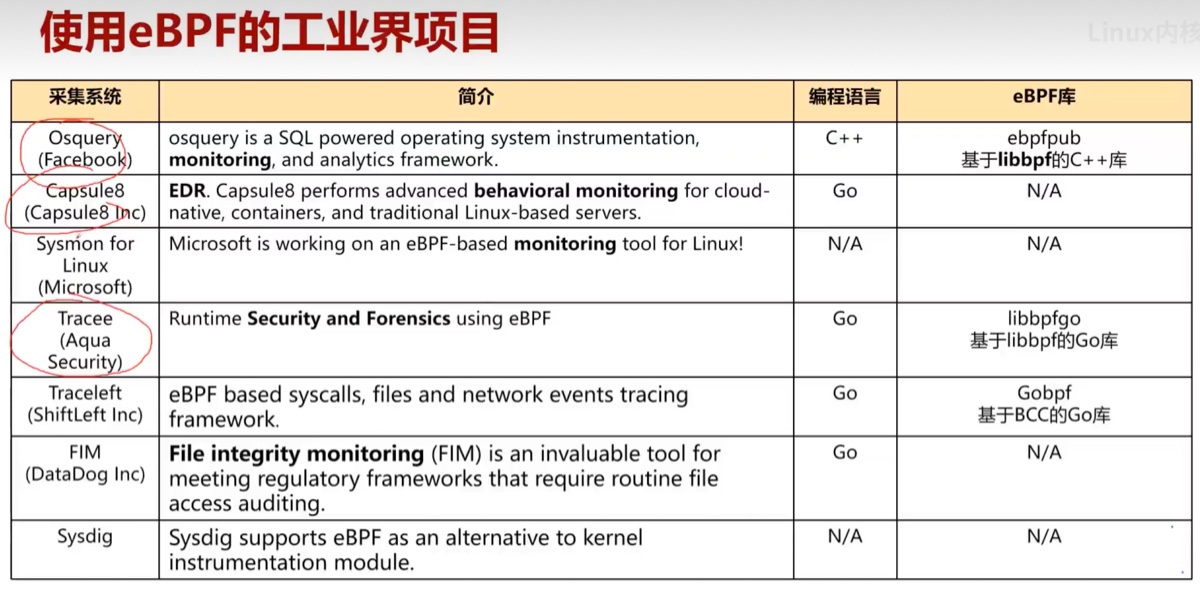 使用eBPF的工业界项目
Linux内核
采集系统
简介
编程语言
eBPF库
Osquery
(Facebook)
osquery is a SQL powered operating system instrumentation,
monitoring, and analytics framework.
C++
ebpfpub
基于libbpf的C++库
Capsule8
(Capsule8 Inc)
EDR. Capsule8 performs advanced behavioral monitoring for cloud-
native, containers, and traditional Linux-based servers.
Go
N/A
Sysmon for
Linux
(Microsoft)
Microsoft is working on an eBPF-based monitoring tool for Linux!
N/A
N/A
Tracee
(Aqua
Security)
Runtime Security and Forensics using eBPF
Go
libbpfgo
基于libbpf的Go库
Traceleft
(ShiftLeft Inc)
eBPF based syscalls, files and network events tracing
framework.
Go
Gobpf
基于BCC的Go库
FIM
(DataDog Inc)
File integrity monitoring (FIM) is an invaluable tool for
meeting regulatory frameworks that require routine file
access auditing.
Go
N/A
Sysdig
Sysdig supports eBPF as an alternative to kernel
instrumentation module.
N/A
N/A